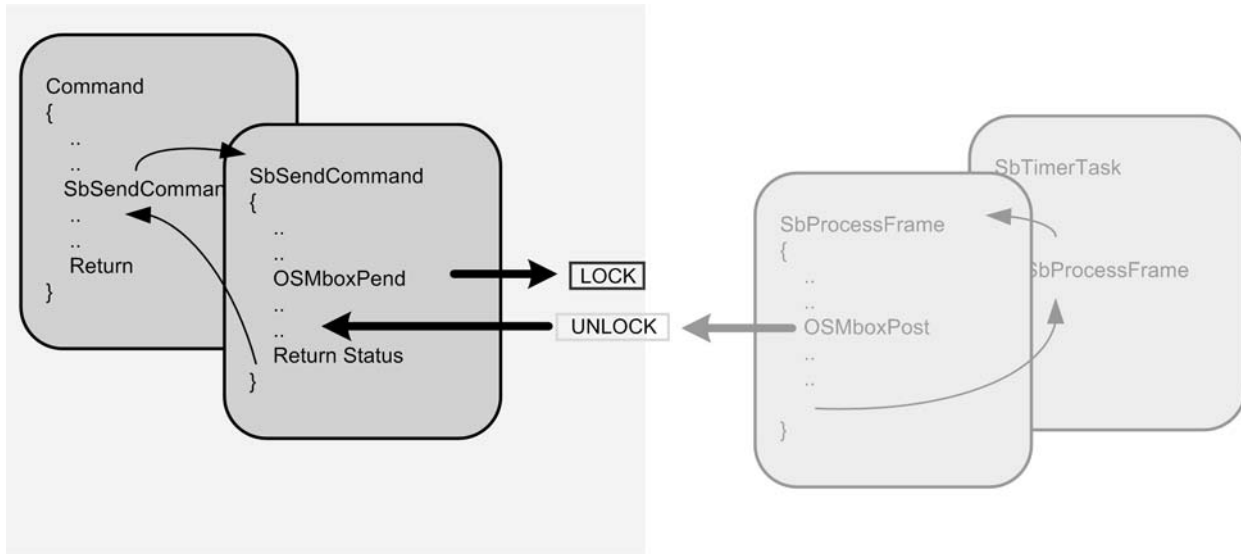 Command
{
..
..
SbSendComman
..
..
Return
}
SbSendCommand
{
..
..
OSMboxPend
..
..
Return Status
}
LOCK
UNLOCK
SbProcessFrame
{
..
..
OSMboxPost
..
..
}
SbTimerTask
SbProcessFrame